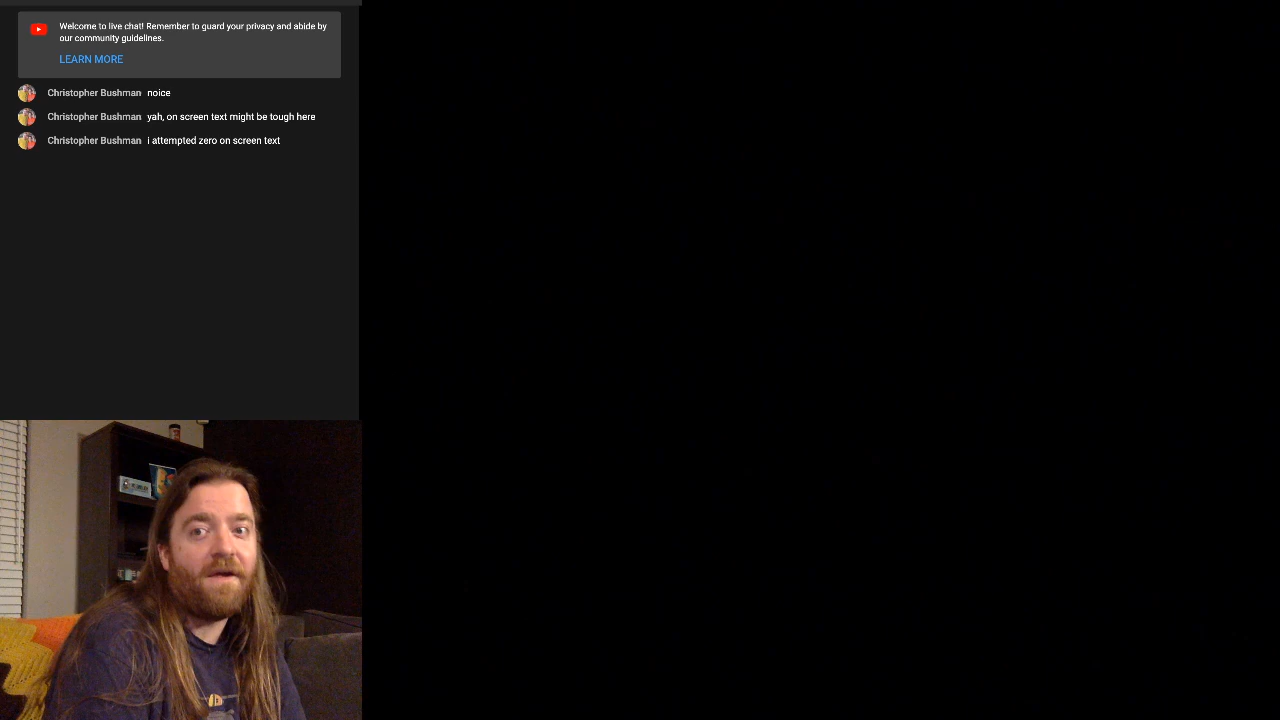 Welcome to live chat! Remember to guard your privacy and abide by
our community guidelines.
LEARN MORE
Christopher Bushman noice
Christopher Bushman yah, on screen text might be tough here
Christopher Bushman i attempted zero on screen text